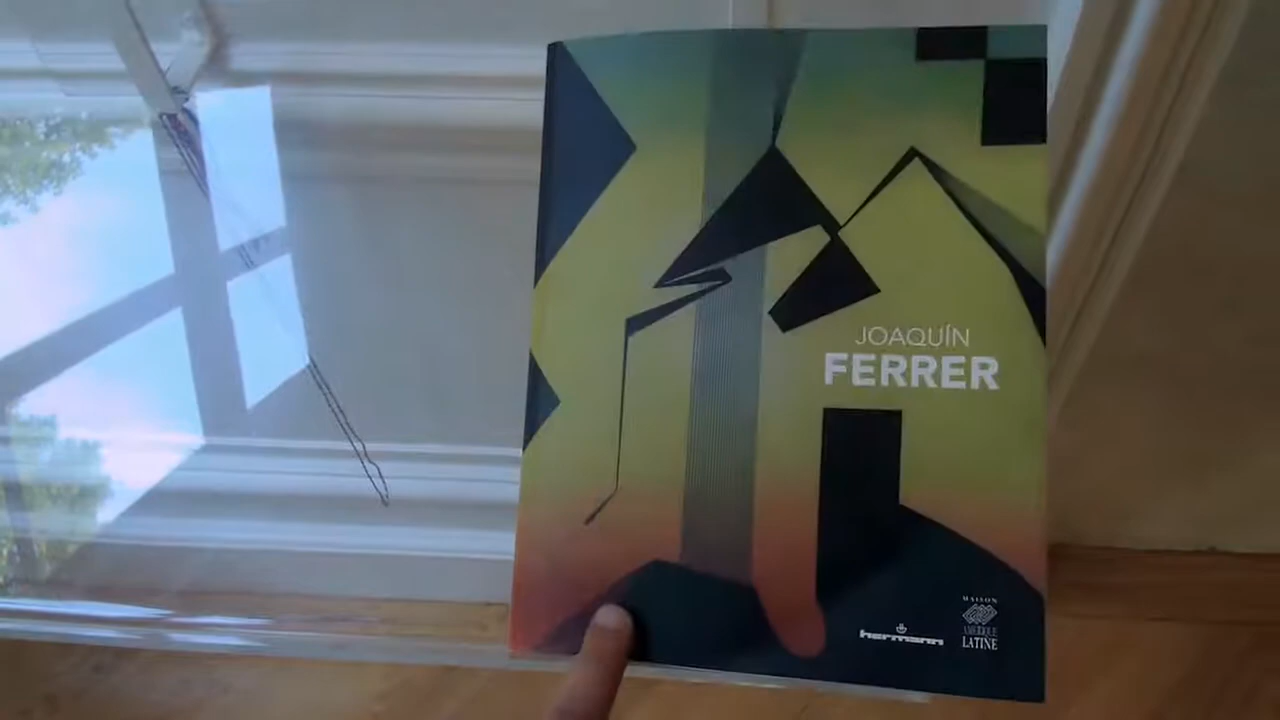 JOAQUÍN
FERRER
hermann
MAISON
AMÉRIQUE
LATINE